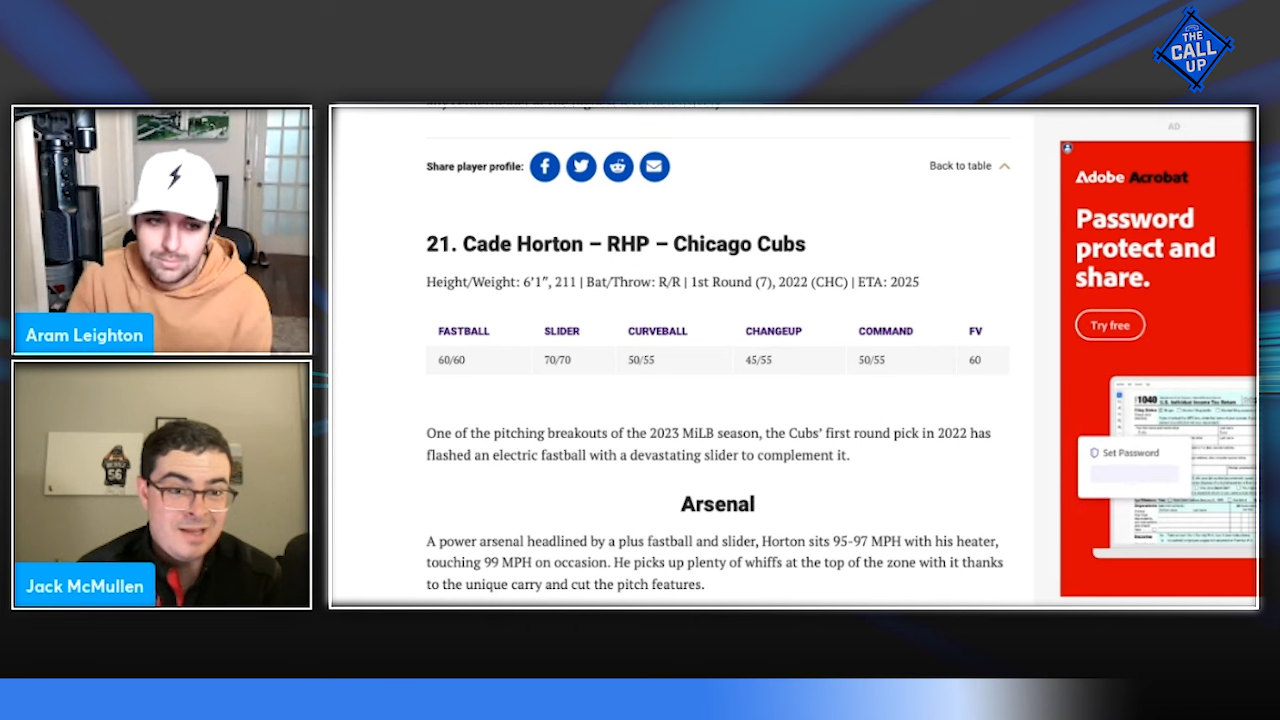 THE
CALL
UP
Aram Leighton
56
Jack McMullen
Share player profile:
Back to table
21. Cade Horton – RHP – Chicago Cubs
Height/Weight: 6’1”, 211 | Bat/Throw: R/R | 1st Round (7), 2022 (CHC) | ETA: 2025
FASTBALL SLIDER CURVEBALL CHANGEUP COMMAND FV
60/60 70/70 50/55 45/55 50/55 60
One of the pitching breakouts of the 2023 MiLB season, the Cubs’ first round pick in 2022 has
flashed an electric fastball with a devastating slider to complement it.
Arsenal
A power arsenal headlined by a plus fastball and slider, Horton sits 95-97 MPH with his heater,
touching 99 MPH on occasion. He picks up plenty of whiffs at the top of the zone with it thanks
to the unique carry and cut the pitch features.
AD
Adobe Acrobat
Password
protect and
share.
Try free
1040
Set Password